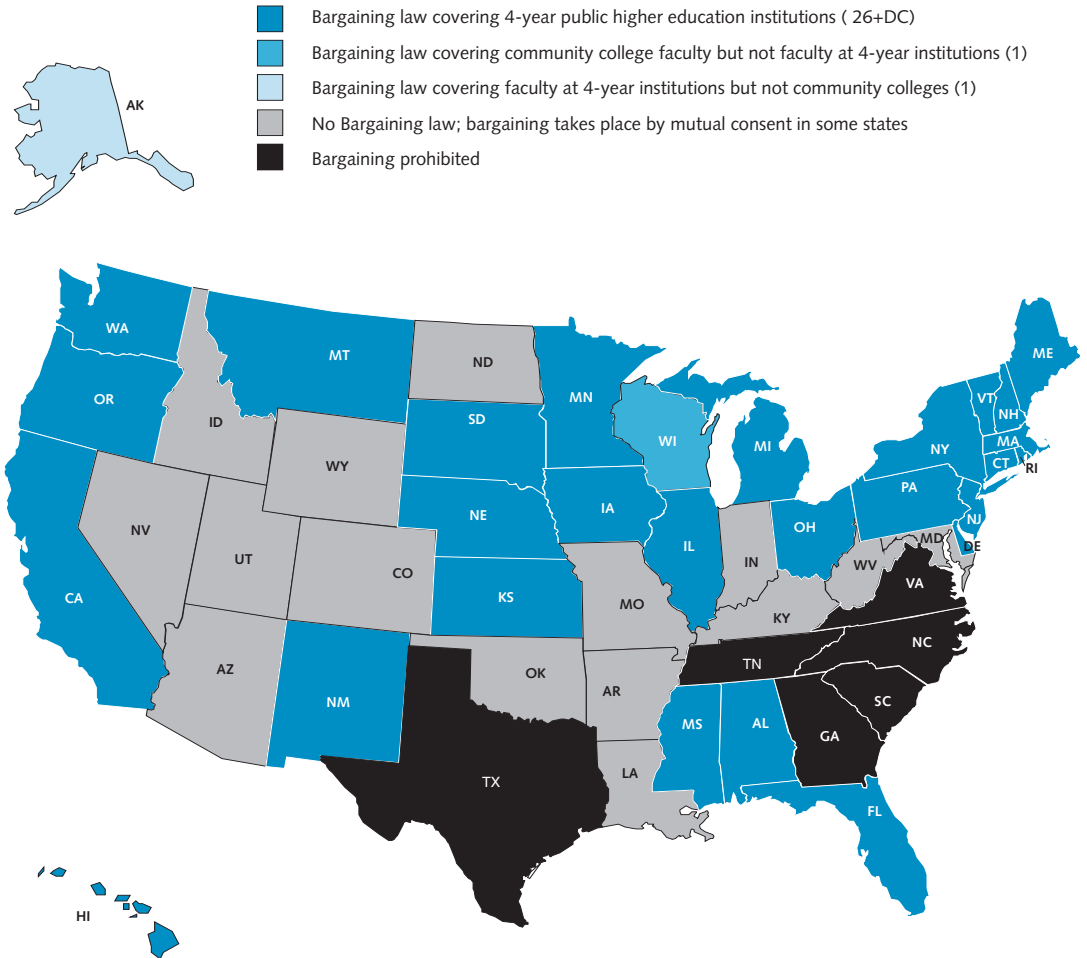 Bargaining law covering 4-year public higher education institutions ( 26+DC)
Bargaining law covering community college faculty but not faculty at 4-year institutions (1)
Bargaining law covering faculty at 4-year institutions but not community colleges (1)
AK
No Bargaining law; bargaining takes place by mutual consent in some states
Bargaining prohibited
WA
MT
ND
ME
OR
ID
SD
MN
VT
NH
WI
MI
NY
MA
CT
RI
WY
PA
NE
IA
NJ
NV
OH
UT
IL
IN
MD
DE
CO
WV
CA
KS
MO
VA
KY
AZ
OK
TN
NC
NM
AR
SC
MS
AL
GA
TX
LA
FL
HI